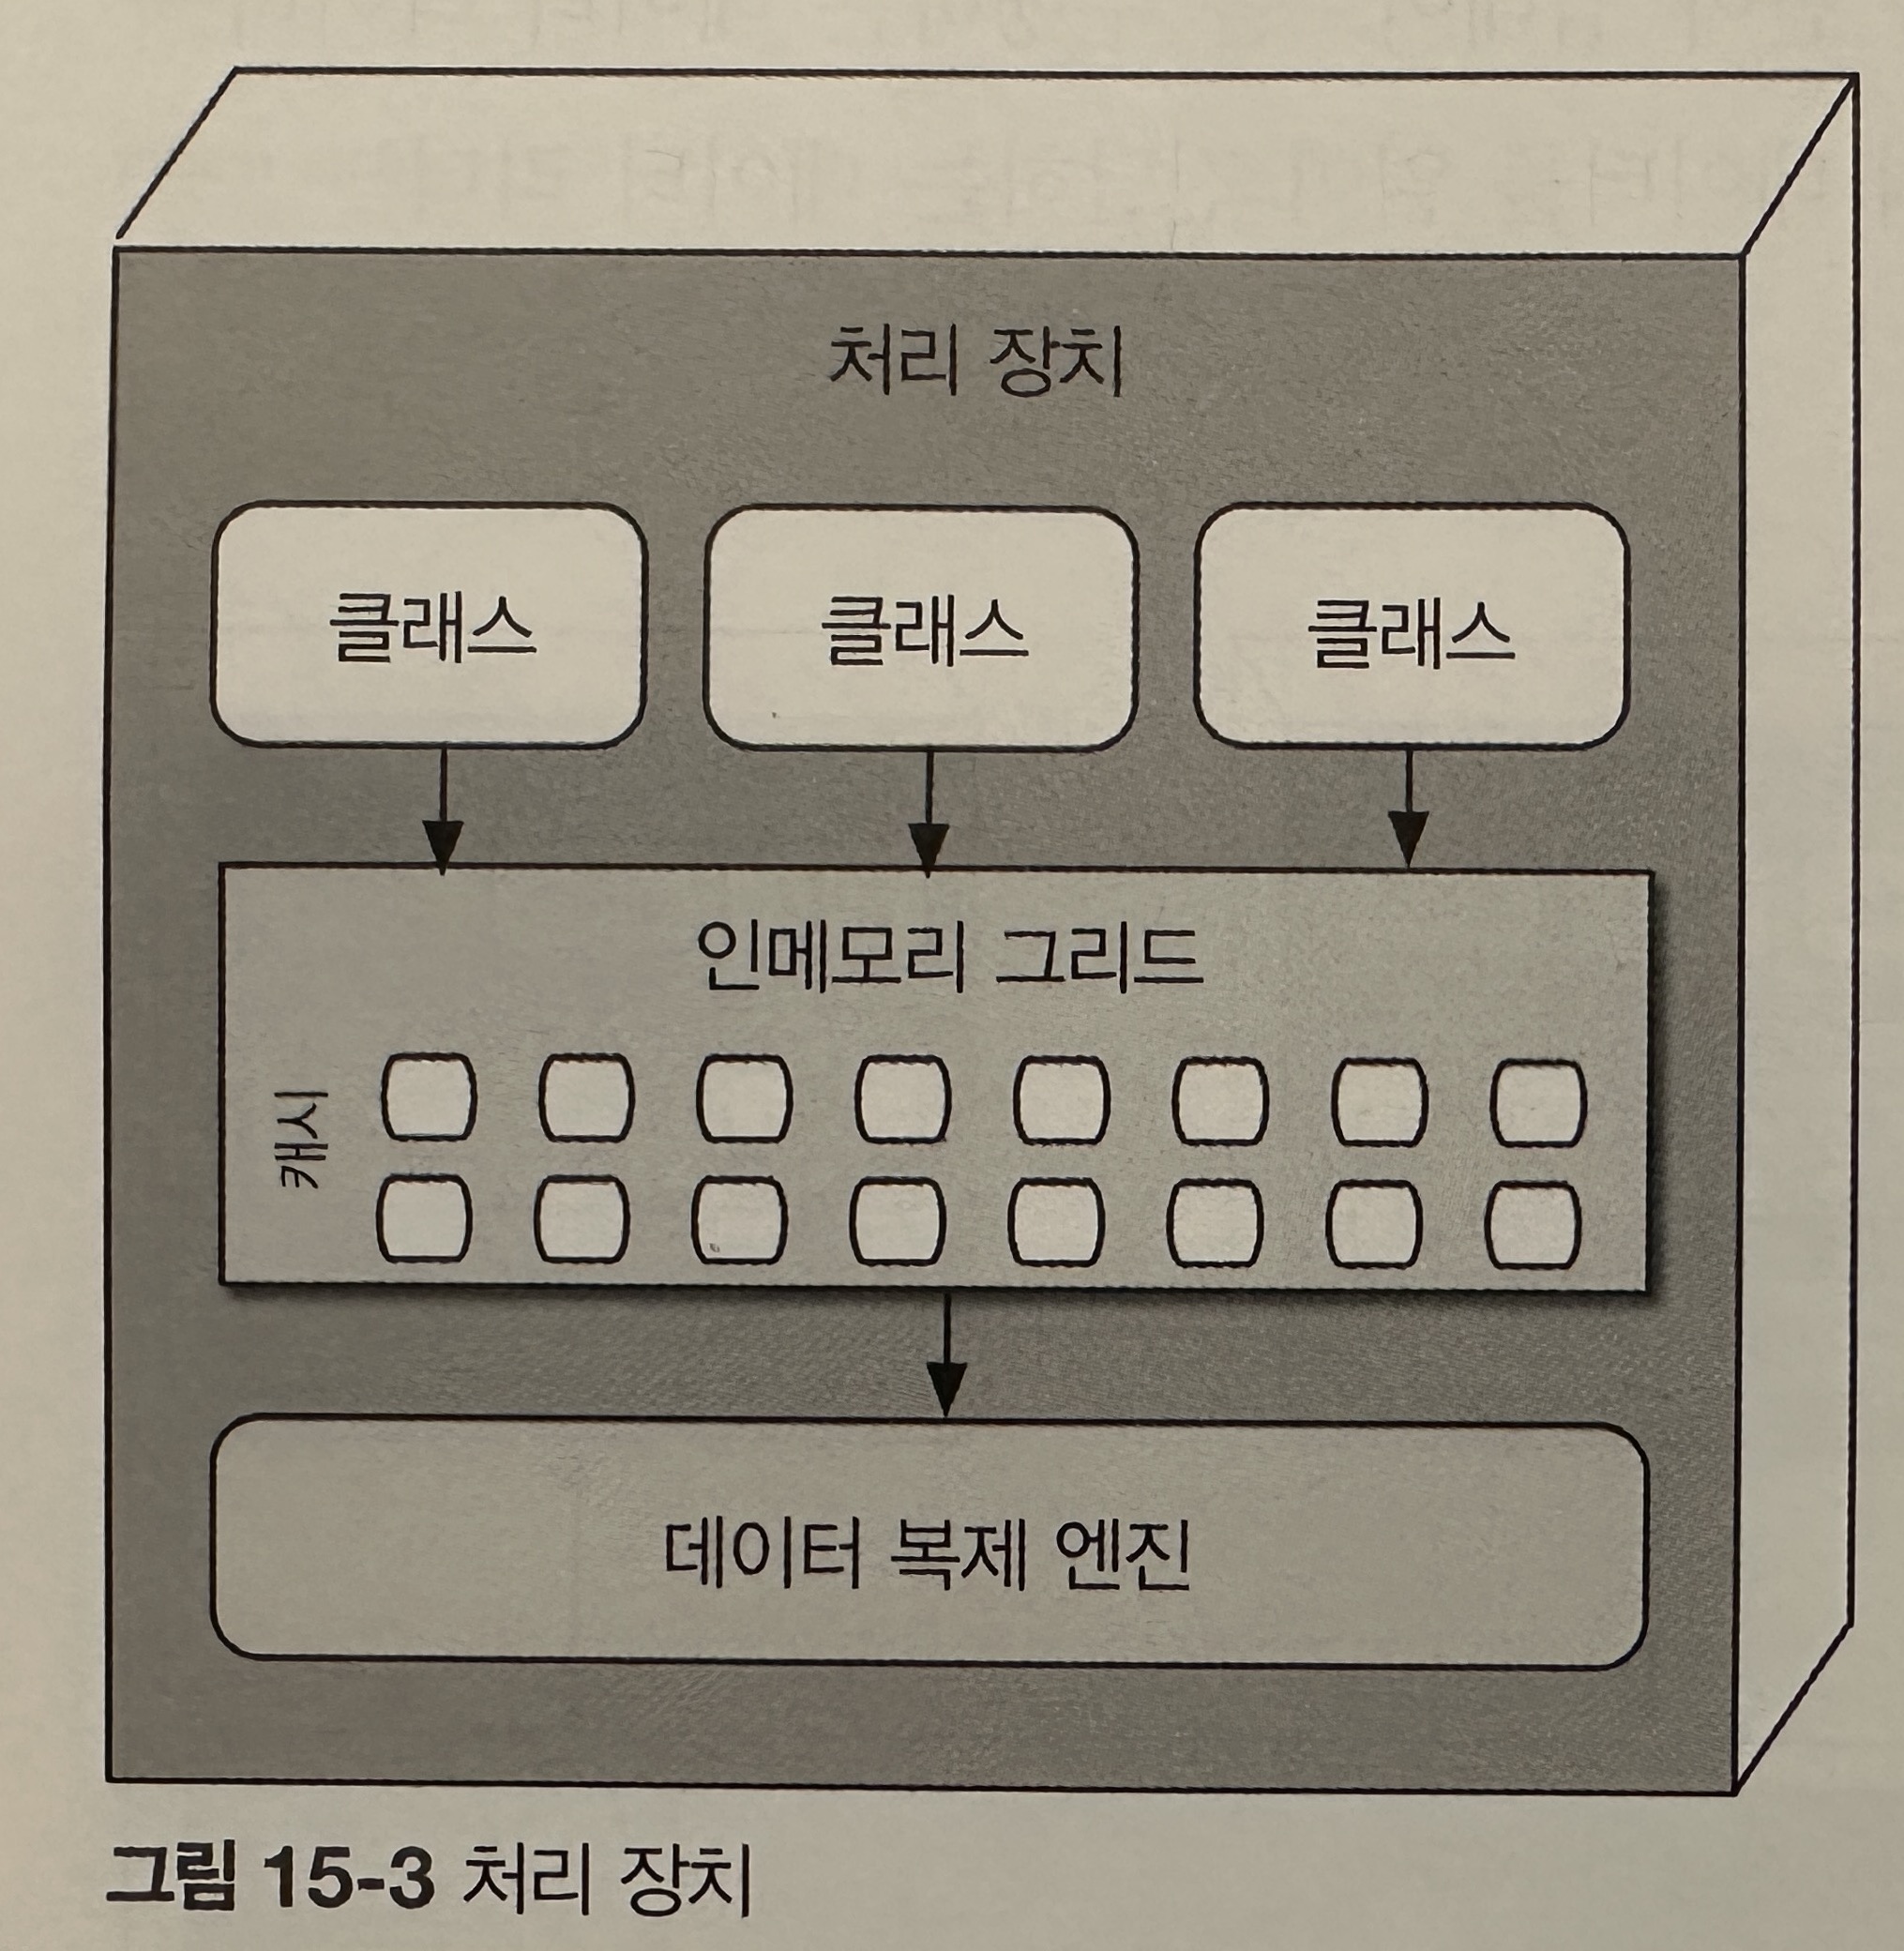 처리 장치
클래스 클래스 클래스
인메모리 그리드
캐시
데이터 복제 엔진
그림 15-3 처리 장치